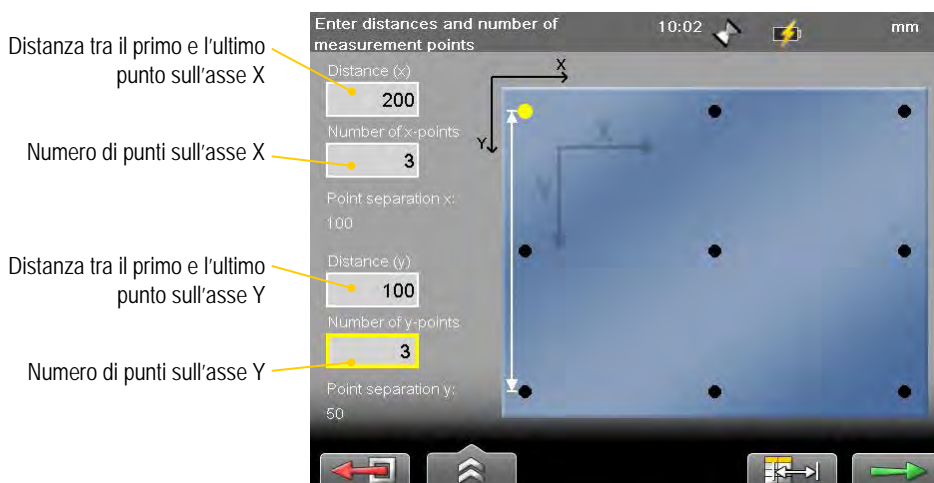 Enter distances and number of
measurement points
10:02
mm
Distanza tra il primo e l'ultimo
punto sull'asse X
Numero di punti sull'asse X
Distanza tra il primo e l'ultimo
punto sull'asse Y
Numero di punti sull'asse Y
Distance (x)
200
Number of x-points
3
Point separation x:
100
Distance (y)
100
Number of y-points
3
Point separation y:
50
X
Y
X
Y